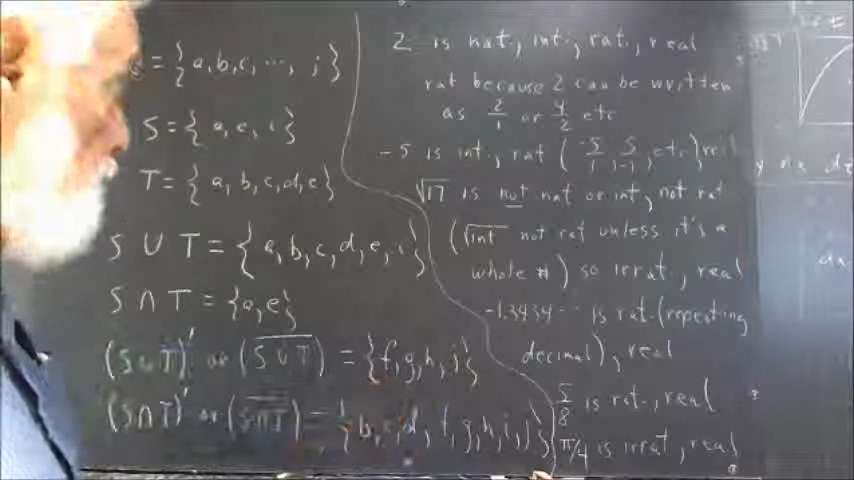 = {a,b,c, ..., j}
S = {a,e,i}
T = {a,b,c,d,e}
S ∪ T = {a,b,c,d,e,i}
S ∩ T = {a,e}
(S∪T)' or (S∪T) = {f,g,h,j}
(S∩T)' or (S∩T) = {b,c,d,f,g,h,i,j}
2 is nat., int., rat., real
rat because 2 can be written
as 2/1 or 4/2 etc
-5 is int., rat (-5/1, 5/-1, etc.) real
√17 is not nat or int, not rat
(√int not rat unless it's a
whole #) so irrat., real
-1.3434... is rat. (repeating
decimal), real
5/8 is rat., real
π/4 is irrat, real
y dx dz
dx